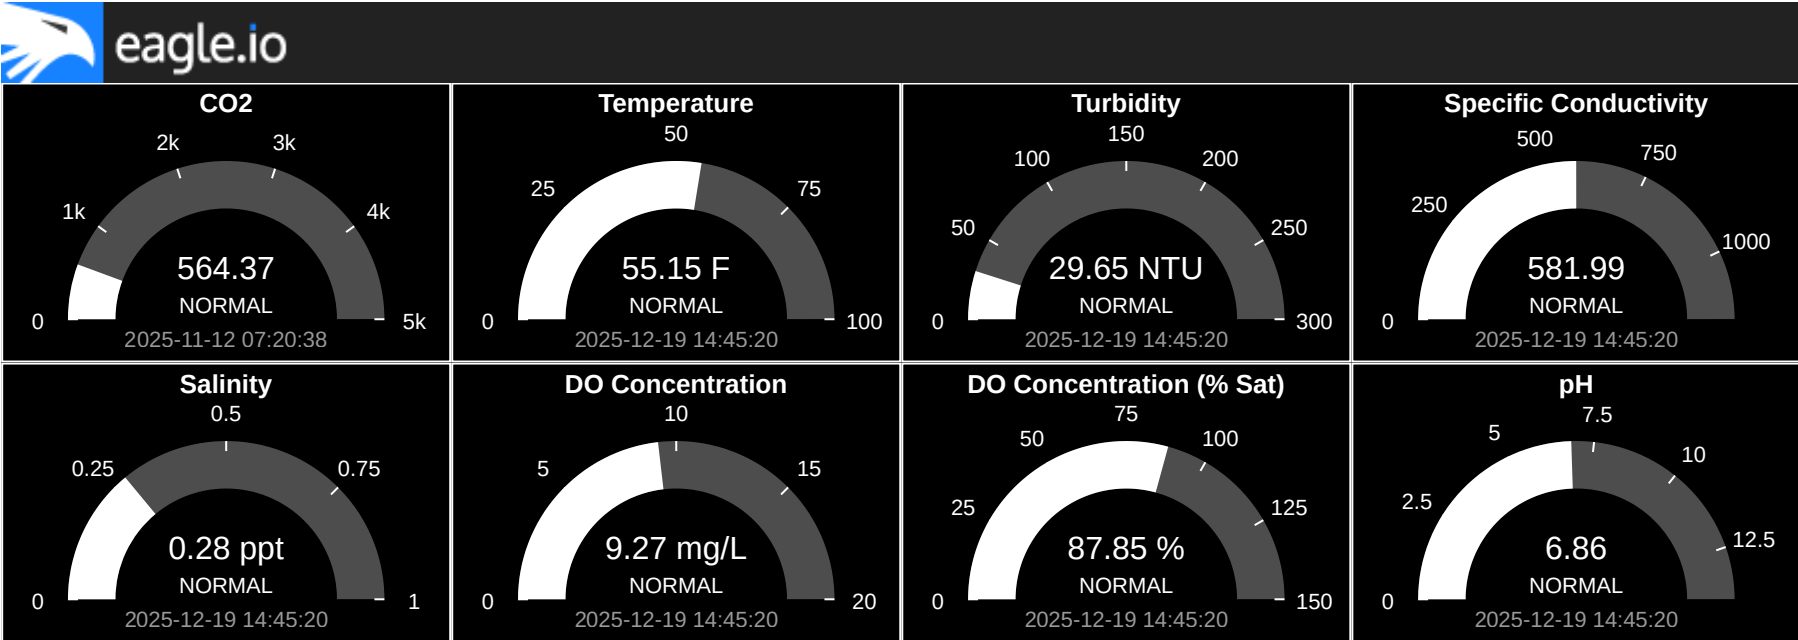 eagle.io
CO2
0
1k
2k
3k
4k
5k
564.37
NORMAL
2025-11-12 07:20:38
Temperature
0
25
50
75
100
55.15 F
NORMAL
2025-12-19 14:45:20
Turbidity
0
50
100
150
200
250
300
29.65 NTU
NORMAL
2025-12-19 14:45:20
Specific Conductivity
0
250
500
750
1000
581.99
NORMAL
2025-12-19 14:45:20
Salinity
0
0.25
0.5
0.75
1
0.28 ppt
NORMAL
2025-12-19 14:45:20
DO Concentration
0
5
10
15
20
9.27 mg/L
NORMAL
2025-12-19 14:45:20
DO Concentration (% Sat)
0
25
50
75
100
125
150
87.85 %
NORMAL
2025-12-19 14:45:20
pH
0
2.5
5
7.5
10
12.5
6.86
NORMAL
2025-12-19 14:45:20